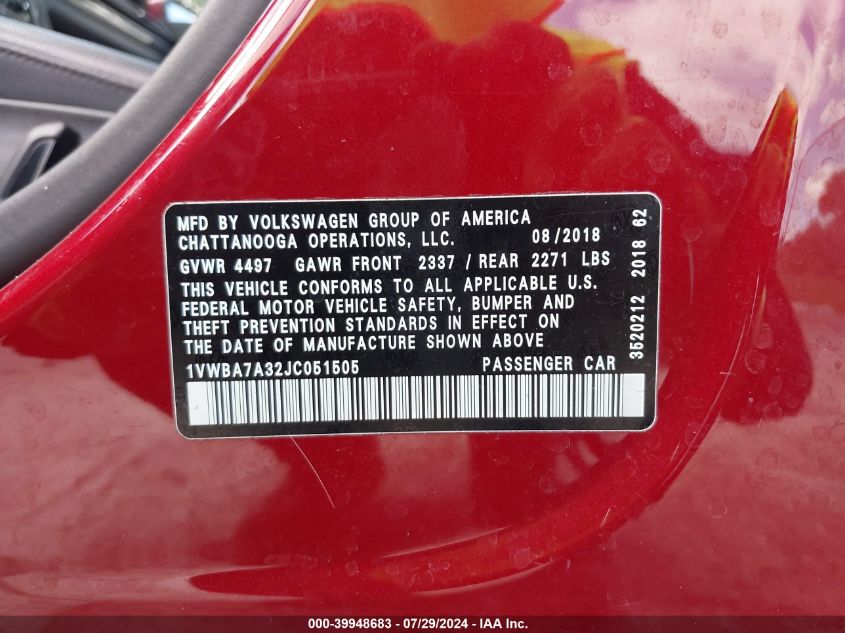 MFD BY VOLKSWAGEN GROUP OF AMERICA
CHATTANOOGA OPERATIONS, LLC. 08/2018
GVWR 4497 GAWR FRONT 2337 / REAR 2271 LBS
THIS VEHICLE CONFORMS TO ALL APPLICABLE U.S.
FEDERAL MOTOR VEHICLE SAFETY, BUMPER AND
THEFT PREVENTION STANDARDS IN EFFECT ON
THE DATE OF MANUFACTURE SHOWN ABOVE
1VWBA7A32JC051505 PASSENGER CAR
3520212 2018 62
000-39948683 - 07/29/2024 - IAA Inc.